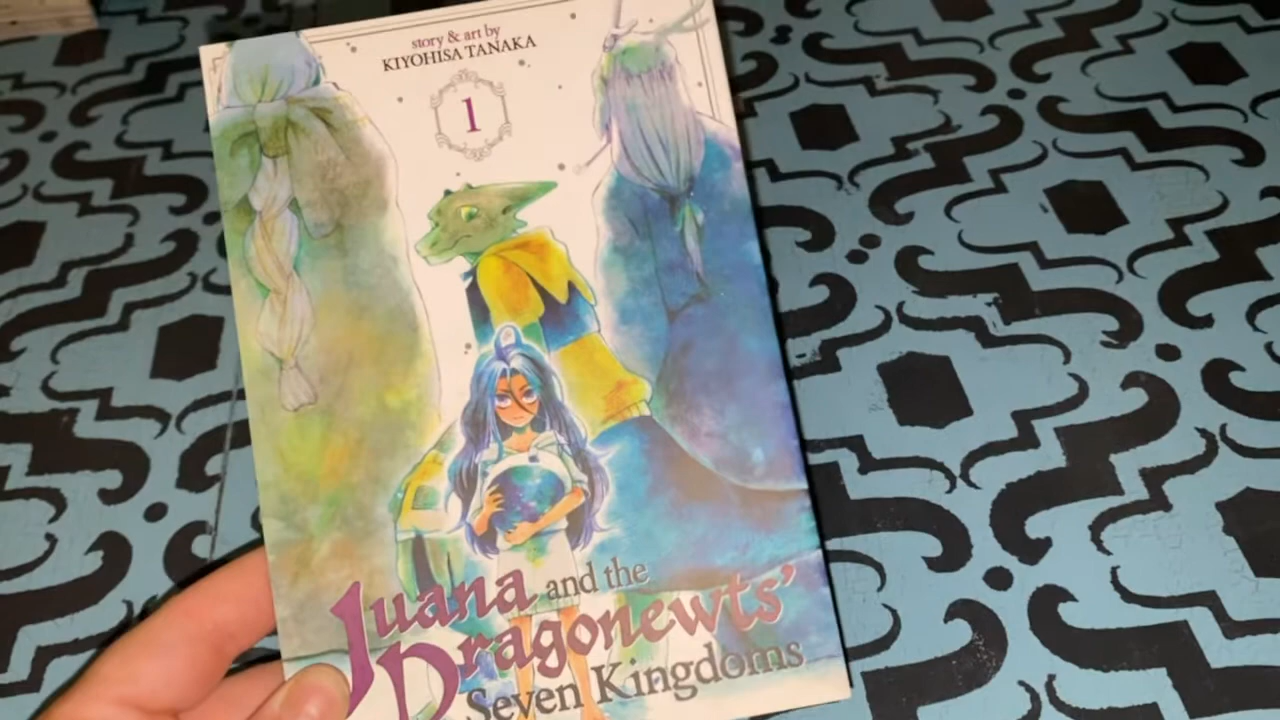 story & art by
KIYOHISA TANAKA
1
Juana and the
Dragonewts'
Seven Kingdoms